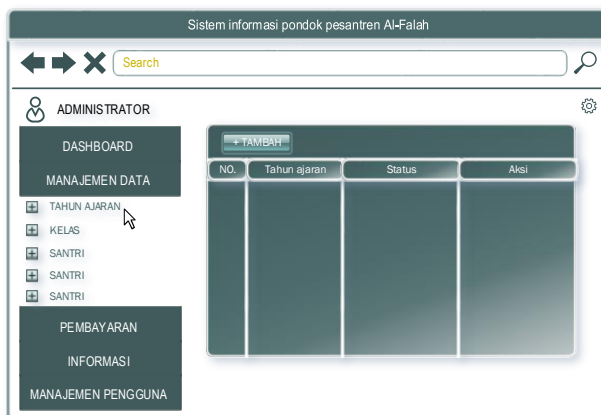 Sistem informasi pondok pesantren Al-Falah
Search
ADMINISTRATOR
DASHBOARD
MANAJEMEN DATA
TAHUN AJARAN
KELAS
SANTRI
SANTRI
SANTRI
PEMBAYARAN
INFORMASI
MANAJEMEN PENGGUNA
+ TAMBAH
NO. Tahun ajaran Status Aksi